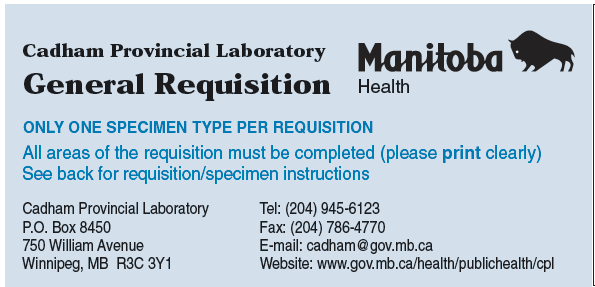 Cadham Provincial Laboratory
General Requisition
Manitoba
Health
ONLY ONE SPECIMEN TYPE PER REQUISITION
All areas of the requisition must be completed (please print clearly)
See back for requisition/specimen instructions
Cadham Provincial Laboratory
P.O. Box 8450
750 William Avenue
Winnipeg, MB R3C 3Y1
Tel: (204) 945-6123
Fax: (204) 786-4770
E-mail: cadham@gov.mb.ca
Website: www.gov.mb.ca/health/publichealth/cpl